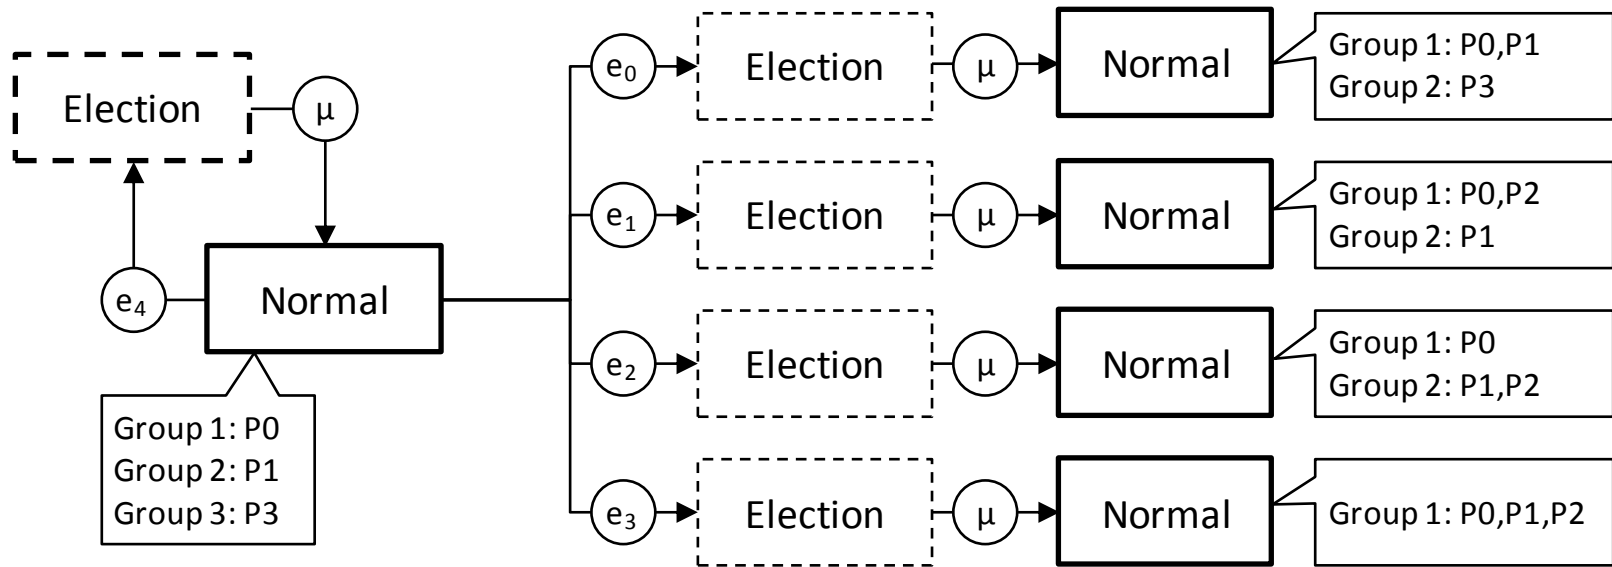 Election
μ
e4
Normal
Group 1: P0
Group 2: P1
Group 3: P3
e0
Election
μ
Normal
Group 1: P0,P1
Group 2: P3
e1
Election
μ
Normal
Group 1: P0,P2
Group 2: P1
e2
Election
μ
Normal
Group 1: P0
Group 2: P1,P2
e3
Election
μ
Normal
Group 1: P0,P1,P2